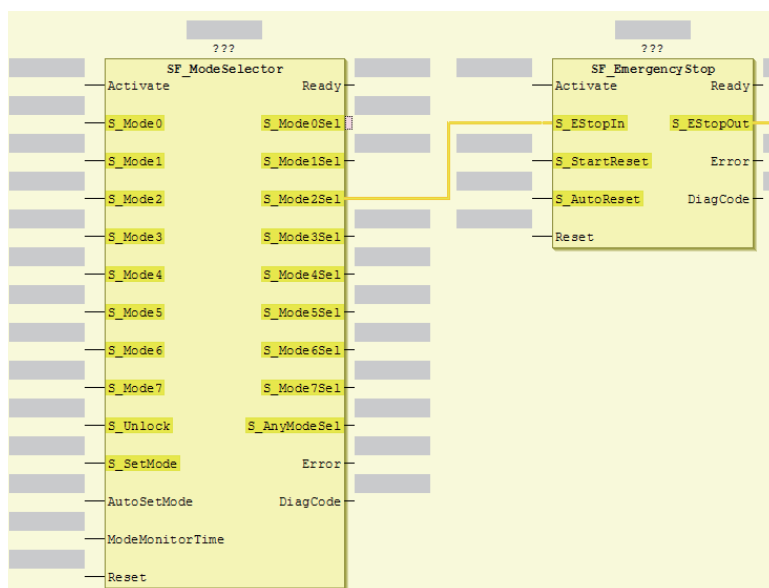 ???
SF_ModeSelector
Activate Ready
S_Mode0 S_Mode0Sel
S_Mode1 S_Mode1Sel
S_Mode2 S_Mode2Sel
S_Mode3 S_Mode3Sel
S_Mode4 S_Mode4Sel
S_Mode5 S_Mode5Sel
S_Mode6 S_Mode6Sel
S_Mode7 S_Mode7Sel
S_Unlock S_AnyModeSel
S_SetMode Error
AutoSetMode DiagCode
ModeMonitorTime
Reset
???
SF_EmergencyStop
Activate Ready
S_EStopIn S_EStopOut
S_StartReset Error
S_AutoReset DiagCode
Reset